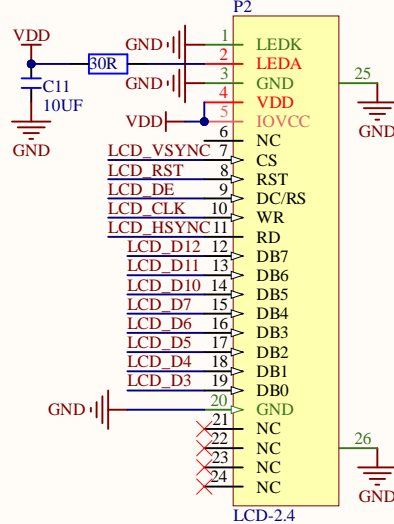 P2
VDD
GND
1
LEDK
30R
2
LEDA
GND
3
GND
25
C11
10UF
4
VDD
GND
VDD
5
IOVCC
GND
6
NC
LCD_VSYNC
7
CS
LCD_RST
8
RST
LCD_DE
9
DC/RS
LCD_CLK
10
WR
LCD_HSYNC
11
RD
LCD_D12
12
DB7
LCD_D11
13
DB6
LCD_D10
14
DB5
LCD_D7
15
DB4
LCD_D6
16
DB3
LCD_D5
17
DB2
LCD_D4
18
DB1
LCD_D3
19
DB0
GND
20
GND
21
NC
22
NC
26
23
NC
24
NC
GND
LCD-2.4